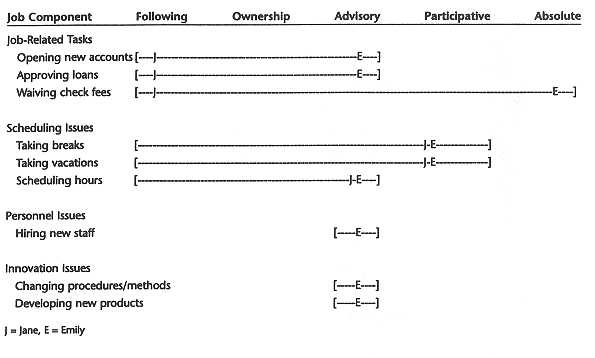 Job Component Following Ownership Advisory Participative Absolute
Job-Related Tasks
Opening new accounts [----J--------------------------------------------------E----]
Approving loans [----J--------------------------------------------------E----]
Waiving check fees [----J----------------------------------------------------------------------------------------------------E----]
Scheduling Issues
Taking breaks [------------------------------------------------------------------------J-E--------------]
Taking vacations [------------------------------------------------------------------------J-E--------------]
Scheduling hours [-----------------------------------------------------J-E----]
Personnel Issues
Hiring new staff [-----E----]
Innovation Issues
Changing procedures/methods [-----E----]
Developing new products [-----E----]
J = Jane, E = Emily